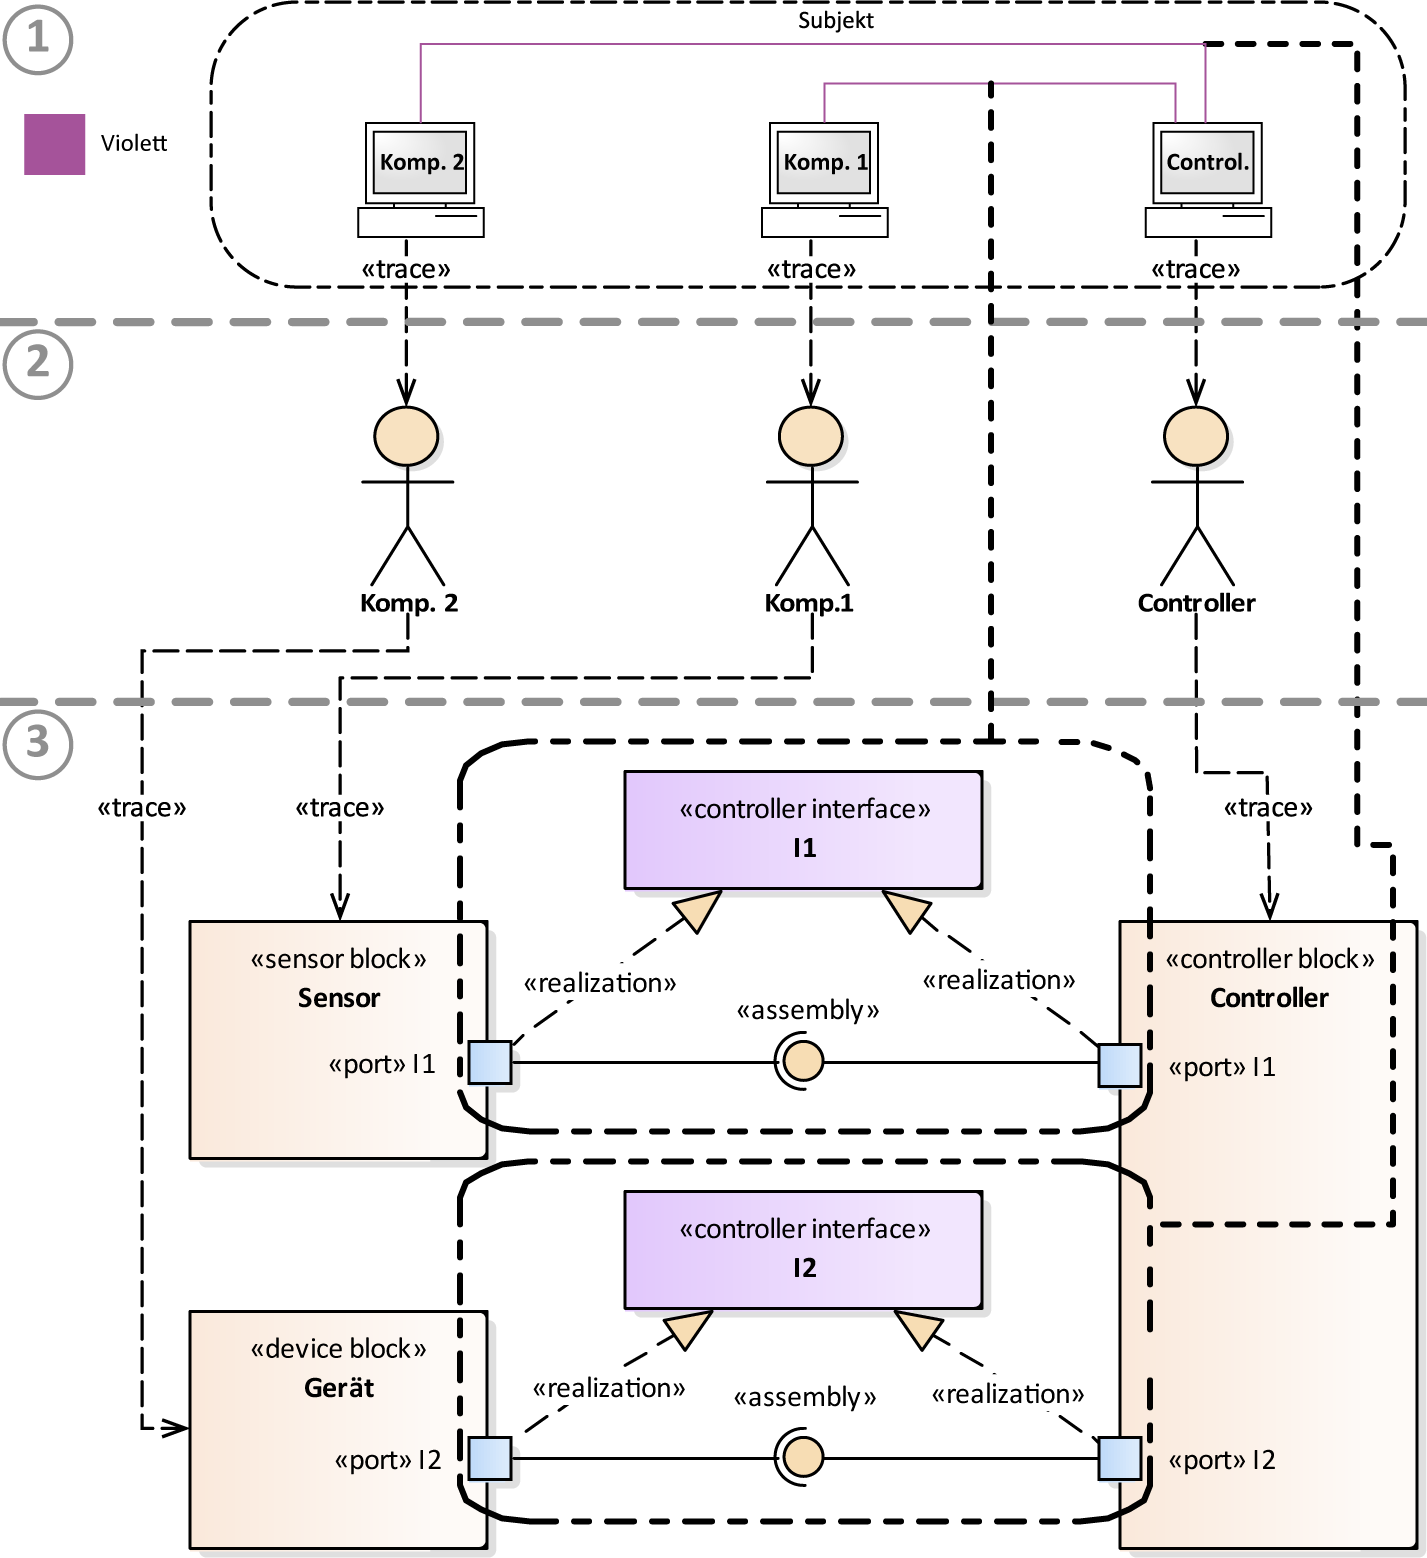 1
Subjekt
Violett
Komp. 2
Komp. 1
Control.
«trace»
«trace»
«trace»
2
Komp. 2
Komp.1
Controller
3
«trace»
«trace»
«trace»
«controller interface»
I1
«sensor block»
Sensor
«port» I1
«realization»
«realization»
«assembly»
«controller block»
Controller
«port» I1
«controller interface»
I2
«device block»
Gerät
«port» I2
«realization»
«realization»
«assembly»
«port» I2